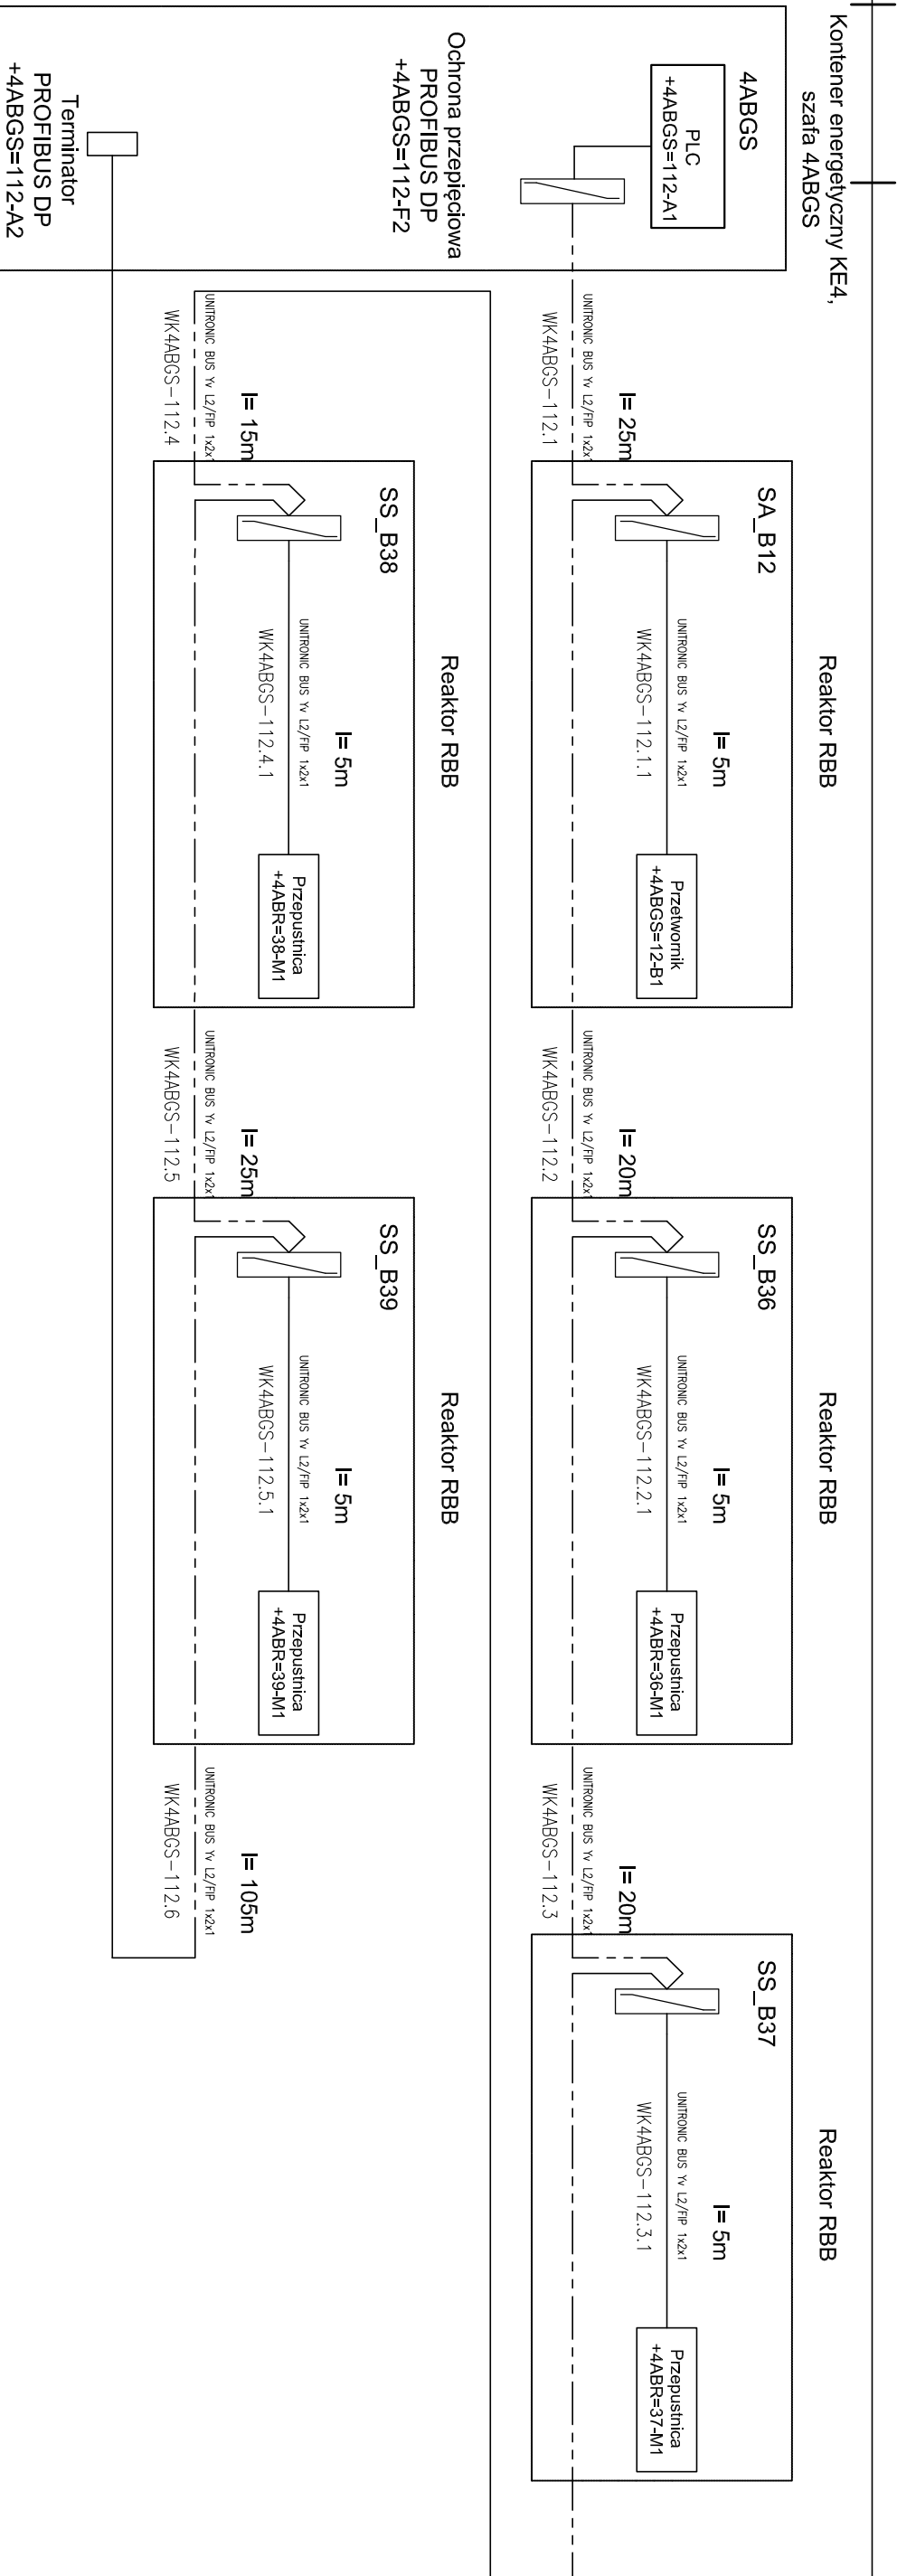 Kontener energetyczny KE4,
szafa 4ABGS
4ABGS
PLC
+4ABGS=112-A1
Ochrona przepięciowa
PROFIBUS DP
+4ABGS=112-F2
Terminator
PROFIBUS DP
+4ABGS=112-A2
UNITRONIC BUS Yv L2/FIP 1x2x1
WK4ABGS-112.1
l= 25m
Reaktor RBB
SA_B12
l= 5m
UNITRONIC BUS Yv L2/FIP 1x2x1
WK4ABGS-112.1.1
Przetwornik
+4ABGS=12-B1
l= 20m
UNITRONIC BUS Yv L2/FIP 1x2x1
WK4ABGS-112.2
Reaktor RBB
SS_B36
l= 5m
UNITRONIC BUS Yv L2/FIP 1x2x1
WK4ABGS-112.2.1
Przepustnica
+4ABR=36-M1
l= 20m
UNITRONIC BUS Yv L2/FIP 1x2x1
WK4ABGS-112.3
Reaktor RBB
SS_B37
l= 5m
UNITRONIC BUS Yv L2/FIP 1x2x1
WK4ABGS-112.3.1
Przepustnica
+4ABR=37-M1
l= 15m
UNITRONIC BUS Yv L2/FIP 1x2x1
WK4ABGS-112.4
Reaktor RBB
SS_B38
l= 5m
UNITRONIC BUS Yv L2/FIP 1x2x1
WK4ABGS-112.4.1
Przepustnica
+4ABR=38-M1
l= 25m
UNITRONIC BUS Yv L2/FIP 1x2x1
WK4ABGS-112.5
Reaktor RBB
SS_B39
l= 5m
UNITRONIC BUS Yv L2/FIP 1x2x1
WK4ABGS-112.5.1
Przepustnica
+4ABR=39-M1
l= 105m
UNITRONIC BUS Yv L2/FIP 1x2x1
WK4ABGS-112.6